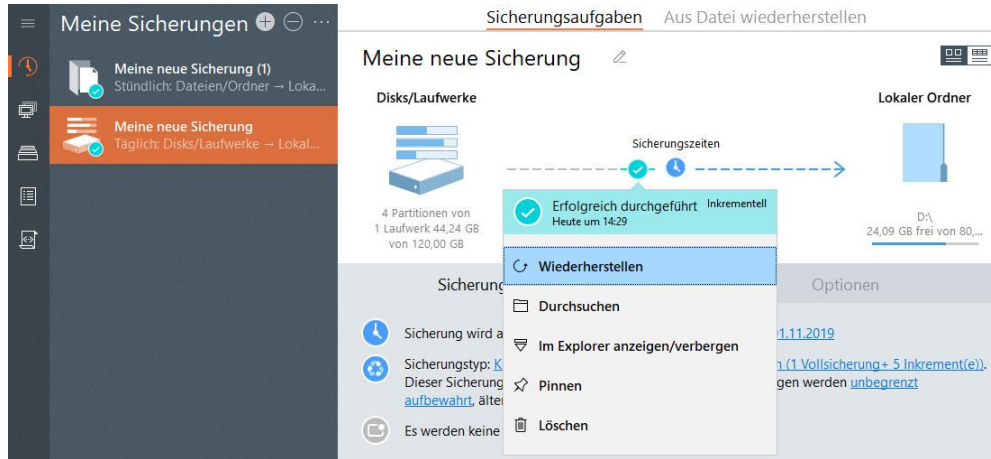 Meine Sicherungen
Meine neue Sicherung (1)
Stündlich: Dateien/Ordner → Loka...
Meine neue Sicherung
Täglich: Disks/Laufwerke → Lokal...
Sicherungsaufgaben Aus Datei wiederherstellen
Meine neue Sicherung
Disks/Laufwerke
Lokaler Ordner
Sicherungszeiten
4 Partitionen von
1 Laufwerk 44,24 GB
von 120,00 GB
Erfolgreich durchgeführt Inkrementell
Heute um 14:29
D:\
24,09 GB frei von 80,...
Wiederherstellen
Durchsuchen
Im Explorer anzeigen/verbergen
Pinnen
Löschen
Optionen
Sicherung wird 1.11.2019
Sicherungstyp: (1 Vollsicherung+ 5 Inkrement(e)).
Dieser Sicherung werden unbegrenzt
aufbewahrt, älter
Es werden keine